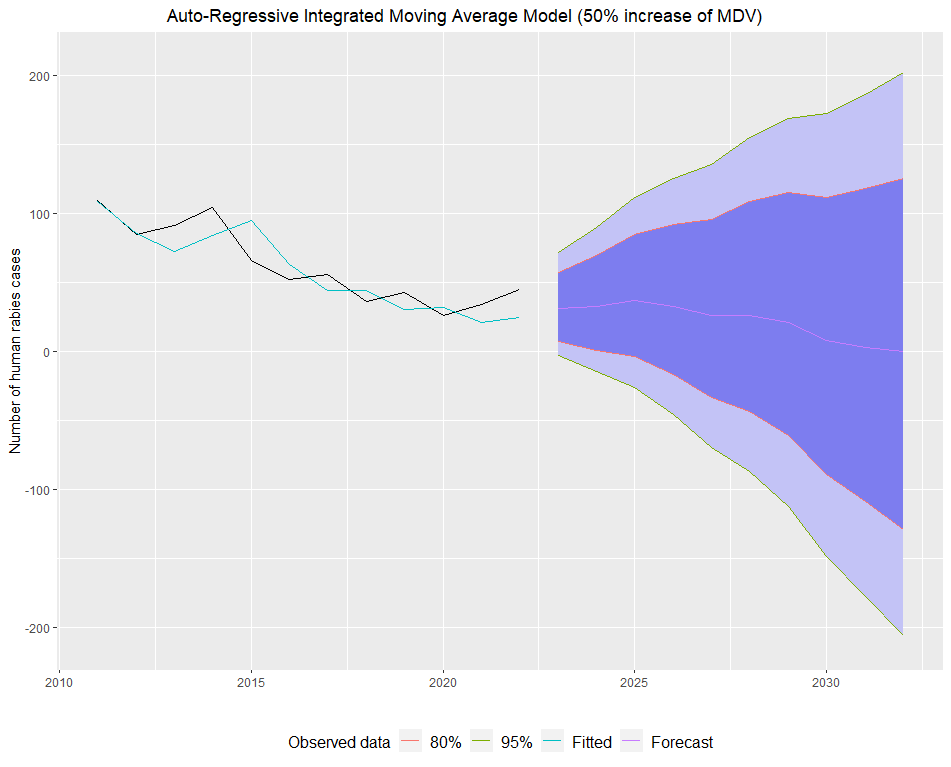 Auto-Regressive Integrated Moving Average Model (50% increase of MDV)
Number of human rabies cases
200
100
0
-100
-200
2010 2015 2020 2025 2030
Observed data 80% 95% Fitted Forecast